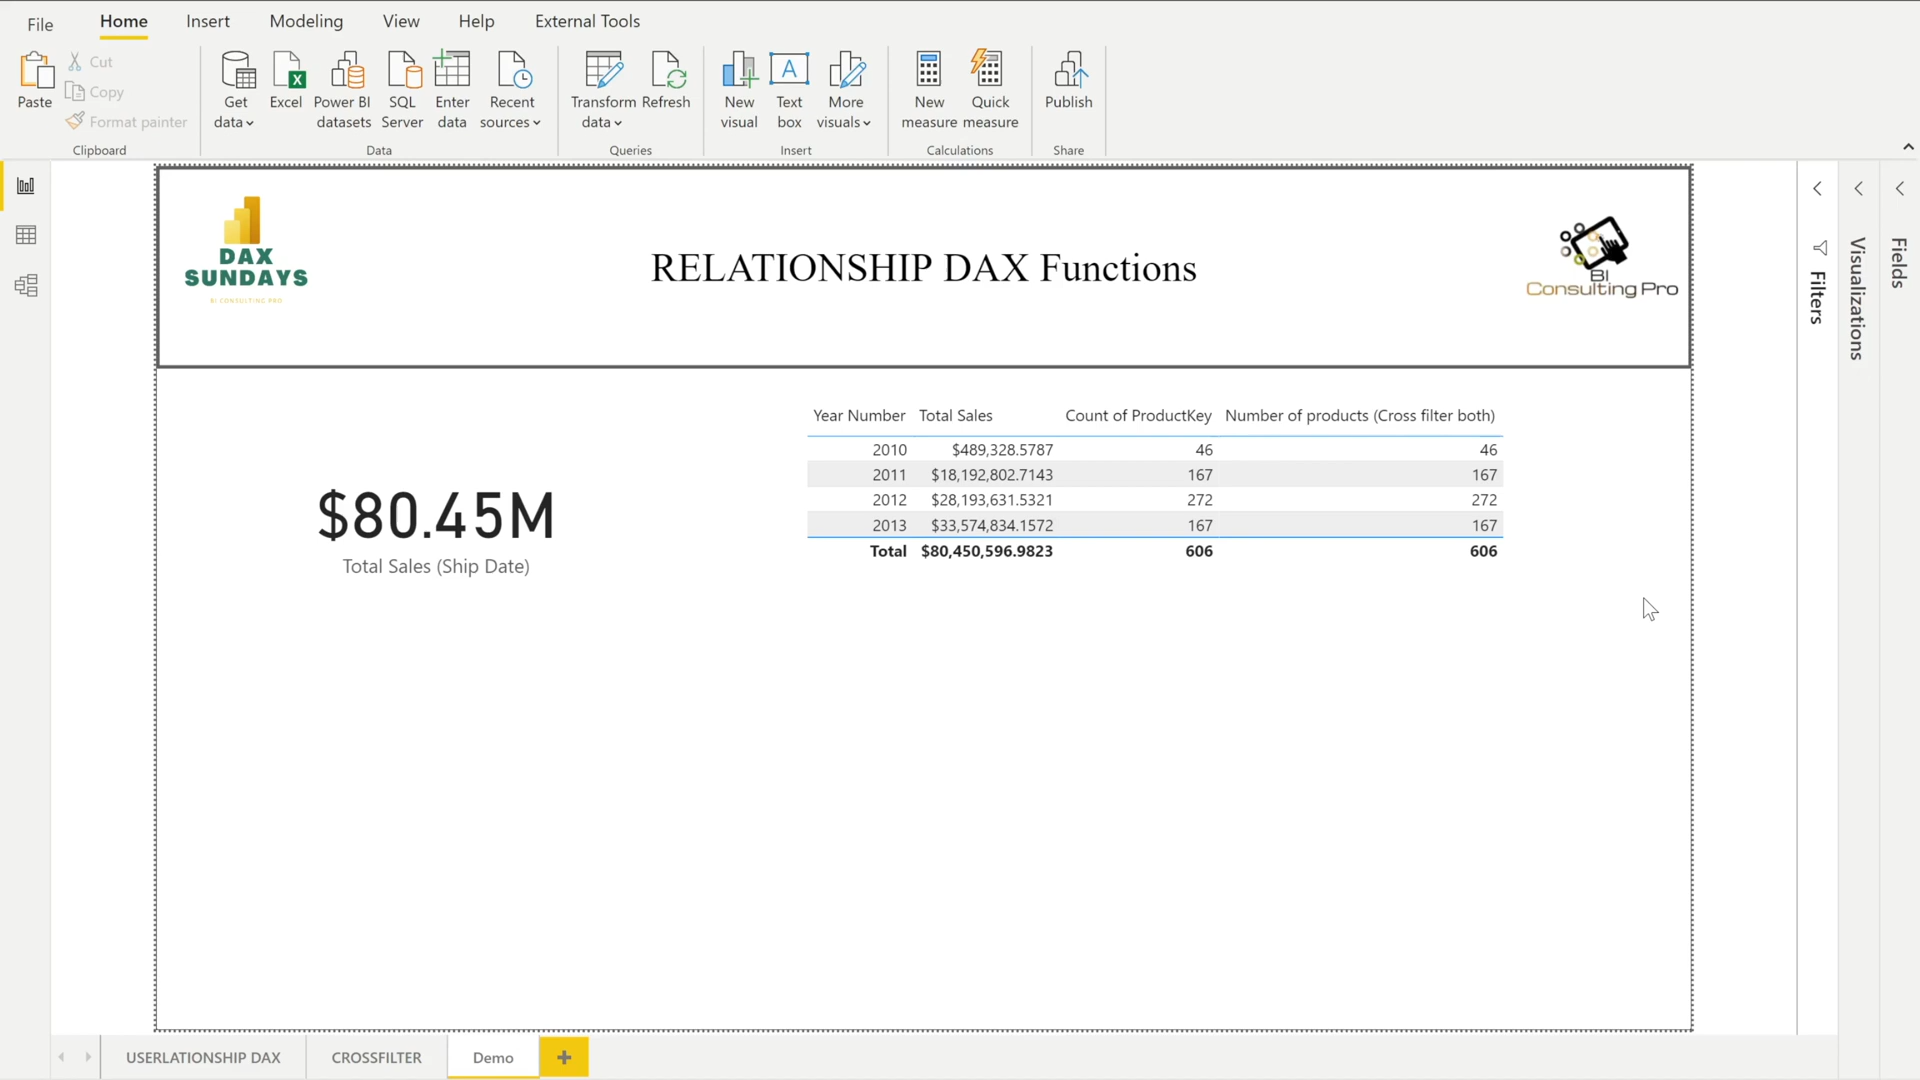 File
Home
Insert
Modeling
View
Help
External Tools
Paste
Cut
Copy
Format painter
Clipboard
Get data
Excel
Power BI datasets
SQL Server
Enter data
Recent sources
Data
Transform data
Refresh
Queries
New visual
Text box
More visuals
Insert
New measure
Quick measure
Calculations
Publish
Share
DAX
SUNDAYS
BI CONSULTING PRO
RELATIONSHIP DAX Functions
BI
Consulting Pro
Filters
Visualizations
Fields
$80.45M
Total Sales (Ship Date)
Year Number Total Sales Count of ProductKey Number of products (Cross filter both)
2010 $489,328.5787 46 46
2011 $18,192,802.7143 167 167
2012 $28,193,631.5321 272 272
2013 $33,574,834.1572 167 167
Total $80,450,596.9823 606 606
USERLATIONSHIP DAX
CROSSFILTER
Demo